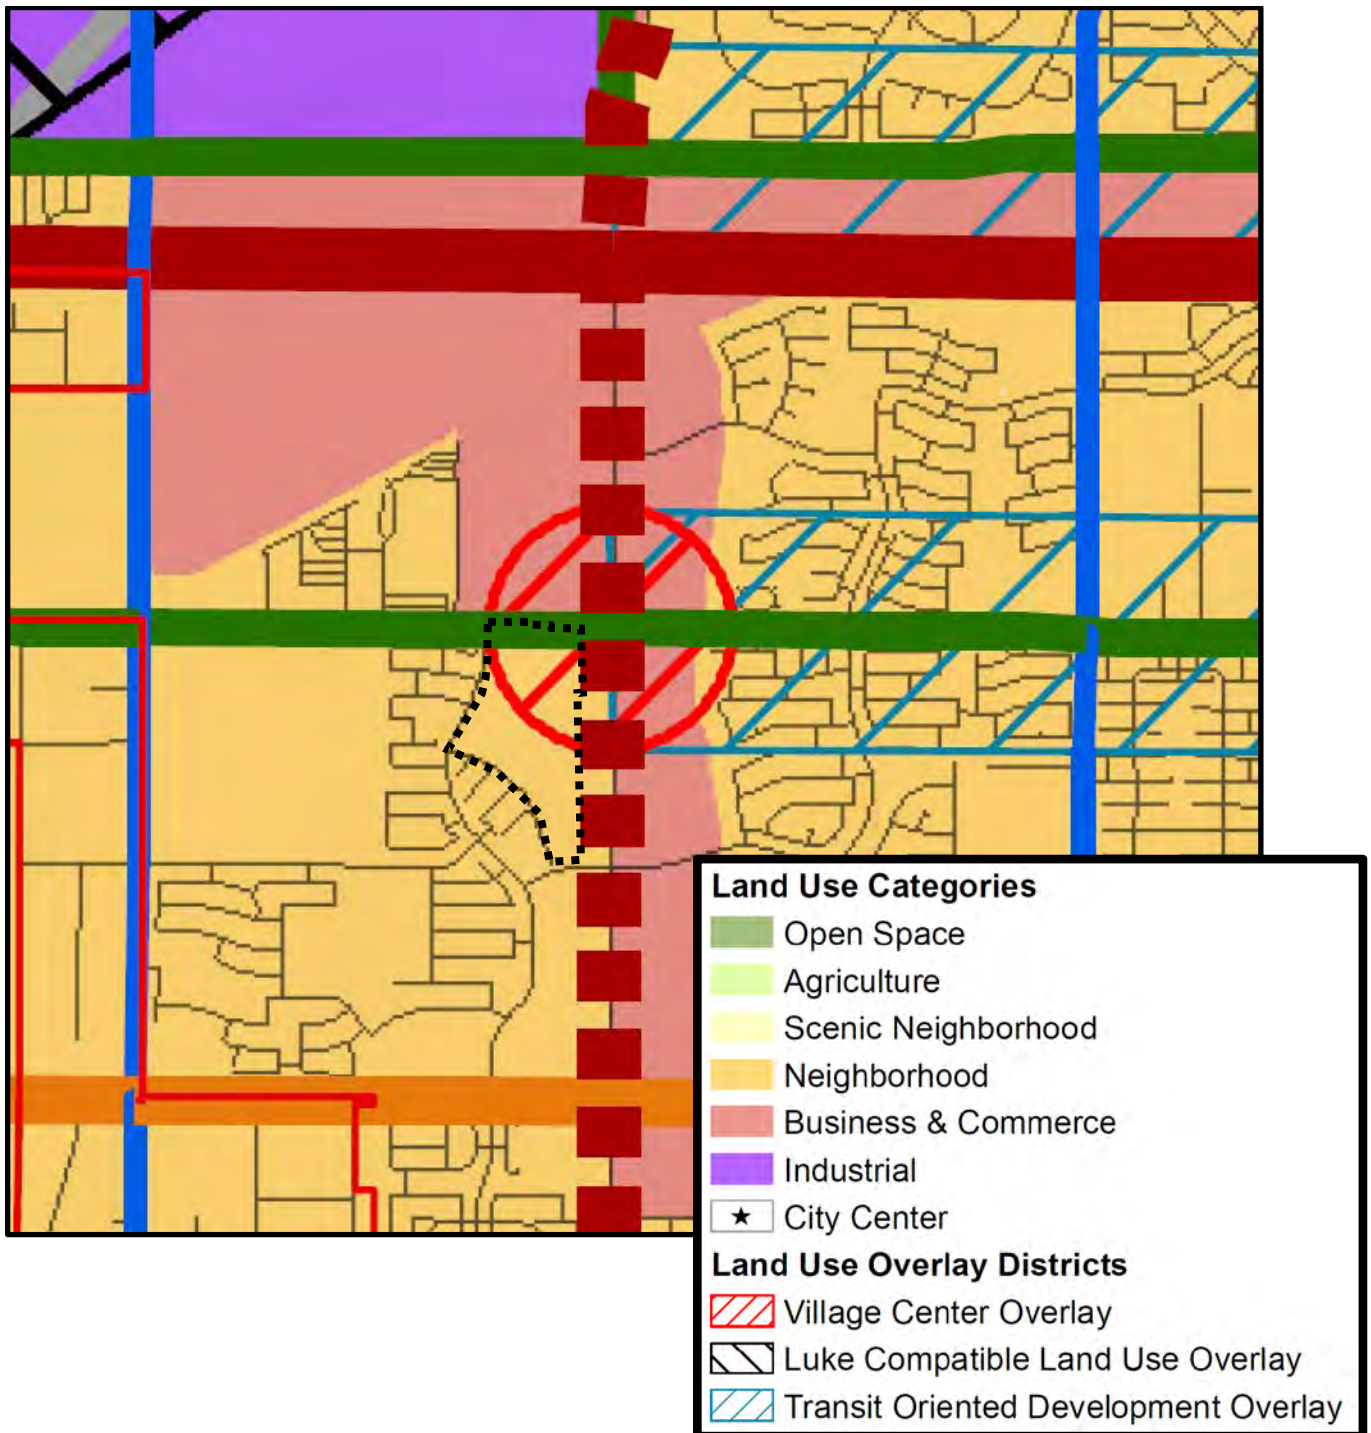 Land Use Categories
Open Space
Agriculture
Scenic Neighborhood
Neighborhood
Business & Commerce
Industrial
City Center
Land Use Overlay Districts
Village Center Overlay
Luke Compatible Land Use Overlay
Transit Oriented Development Overlay